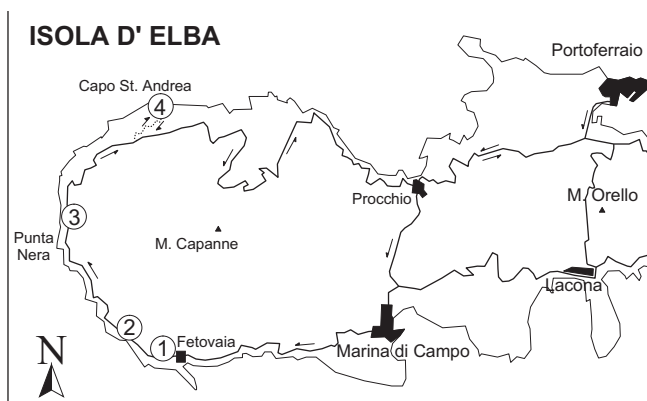 ISOLA D' ELBA
Portoferraio
Capo St. Andrea
4
Procchio
M. Orello
3
Punta
Nera
M. Capanne
Lacona
2
1
Fetovaia
N
Marina di Campo